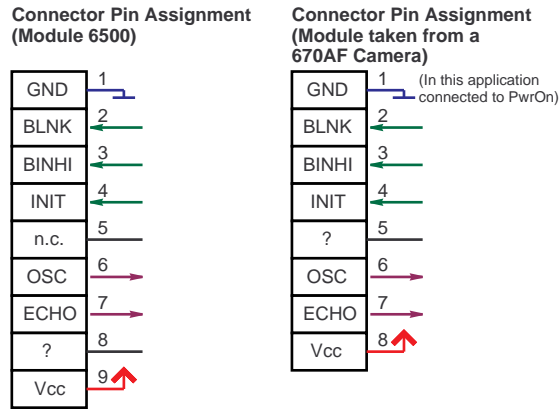 Connector Pin Assignment
(Module 6500)
GND 1
BLNK 2
BINHI 3
INIT 4
n.c. 5
OSC 6
ECHO 7
? 8
Vcc 9
Connector Pin Assignment
(Module taken from a
670AF Camera)
GND 1 (In this application
connected to PwrOn)
BLNK 2
BINHI 3
INIT 4
? 5
OSC 6
ECHO 7
Vcc 8